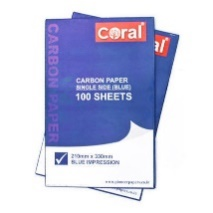 Coral
CARBON PAPER
CARBON PAPER
SINGLE SIDE (BLUE)
100 SHEETS
210mm x 330mm
BLUE IMPRESSION